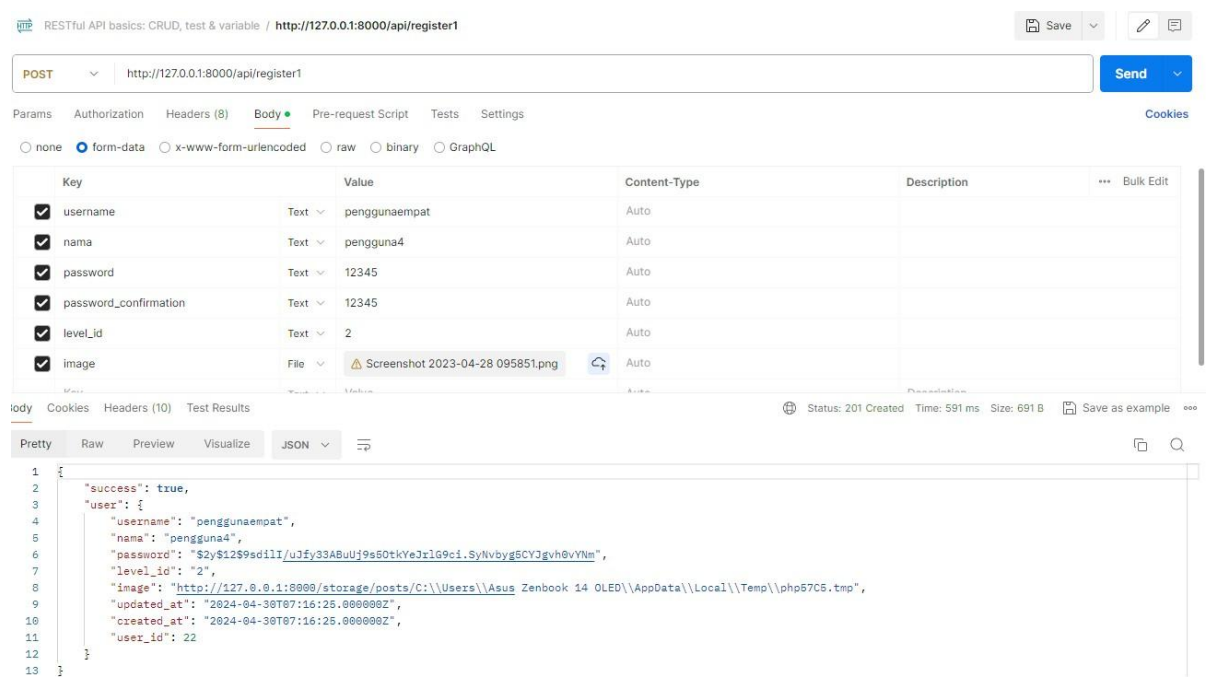 HTTP RESTful API basics: CRUD, test & variable / http://127.0.0.1:8000/api/register1 Save
POST http://127.0.0.1:8000/api/register1 Send
Params Authorization Headers (8) Body Pre-request Script Tests Settings Cookies
none form-data x-www-form-urlencoded raw binary GraphQL
Key Value Content-Type Description ••• Bulk Edit
username Text penggunaempat Auto
nama Text pengguna4 Auto
password Text 12345 Auto
password_confirmation Text 12345 Auto
level_id Text 2 Auto
image File Screenshot 2023-04-28 095851.png Auto
Key Text Value Auto Description
Body Cookies Headers (10) Test Results Status: 201 Created Time: 591 ms Size: 691 B Save as example
Pretty Raw Preview Visualize JSON
1 {
2 "success": true,
3 "user": {
4 "username": "penggunaempat",
5 "nama": "pengguna4",
6 "password": "$2y$12$9sdilI/uJfy33ABuUj9s5OtkYeJrlG9ci.SyNvbyg5CYJgvh0vYNm",
7 "level_id": "2",
8 "image": "http://127.0.0.1:8000/storage/posts/C:\\Users\\Asus Zenbook 14 OLED\\AppData\\Local\\Temp\\php57C5.tmp",
9 "updated_at": "2024-04-30T07:16:25.000000Z",
10 "created_at": "2024-04-30T07:16:25.000000Z",
11 "user_id": 22
12 }
13 }